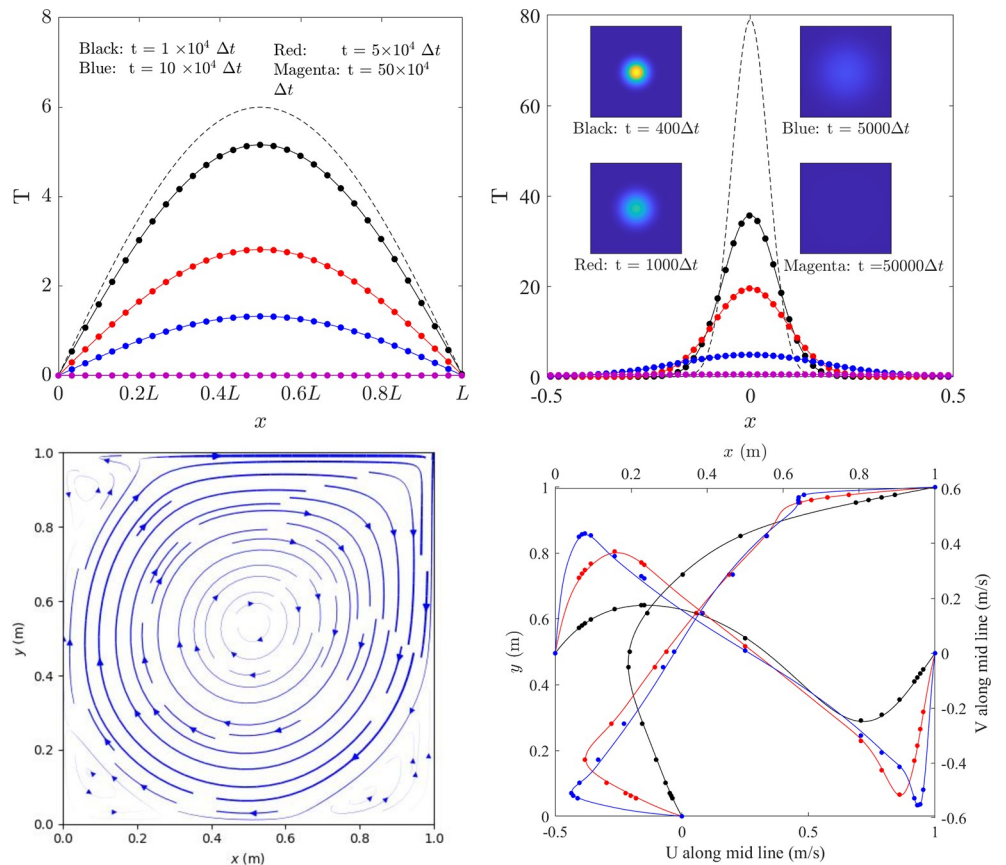 8
6
4
2
0
T
Black: t = 1 ×10⁴ Δt
Blue: t = 10 ×10⁴ Δt
Red: t = 5×10⁴ Δt
Magenta: t = 50×10⁴
Δt
0 0.2L 0.4L 0.6L 0.8L L
x
80
60
40
20
0
T
Black: t = 400Δt
Blue: t = 5000Δt
Red: t = 1000Δt
Magenta: t =50000Δt
-0.5 0 0.5
x
1.0
0.8
0.6
0.4
0.2
0.0
y (m)
0.0 0.2 0.4 0.6 0.8 1.0
x (m)
x (m)
0 0.2 0.4 0.6 0.8 1
1
0.8
0.6
0.4
0.2
0
y (m)
0.6
0.4
0.2
0
-0.2
-0.4
-0.6
V along mid line (m/s)
-0.5 0 0.5 1
U along mid line (m/s)